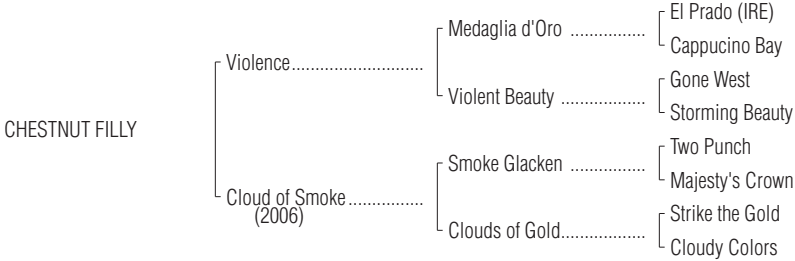 El Prado (IRE)
Medaglia d'Oro ................
Cappucino Bay
Violence............................
Gone West
Violent Beauty ..................
Storming Beauty
CHESTNUT FILLY
Two Punch
Smoke Glacken ................
Majesty's Crown
Cloud of Smoke................
(2006)
Strike the Gold
Clouds of Gold..................
Cloudy Colors